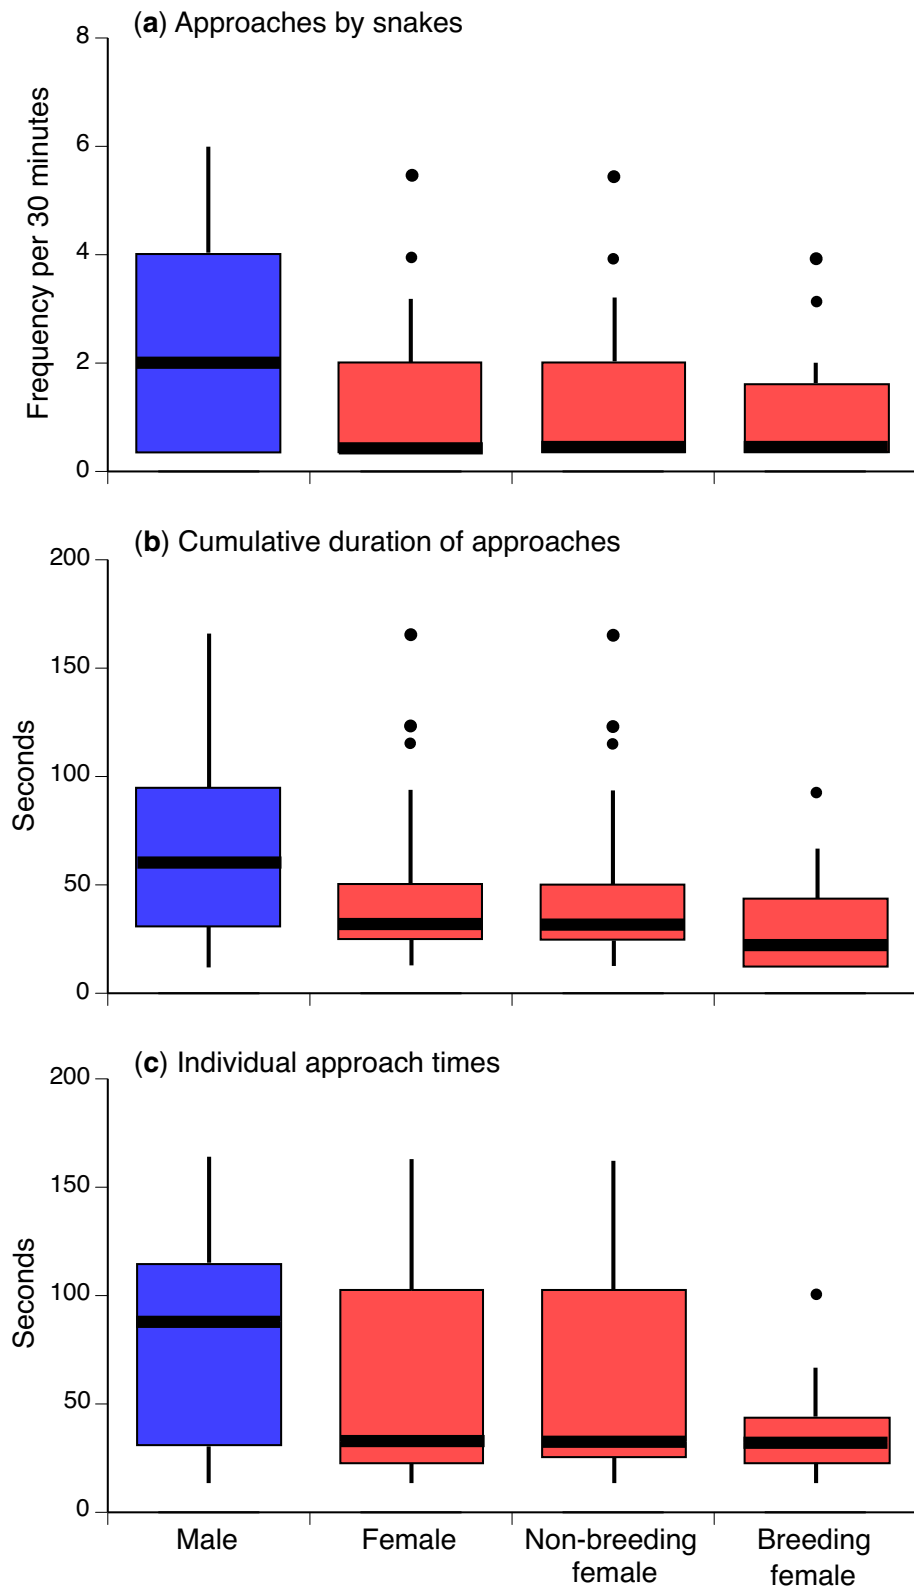 (a) Approaches by snakes
8
6
4
2
0
Frequency per 30 minutes
(b) Cumulative duration of approaches
200
150
100
50
0
Seconds
(c) Individual approach times
200
150
100
50
0
Seconds
Male
Female
Non-breeding
female
Breeding
female